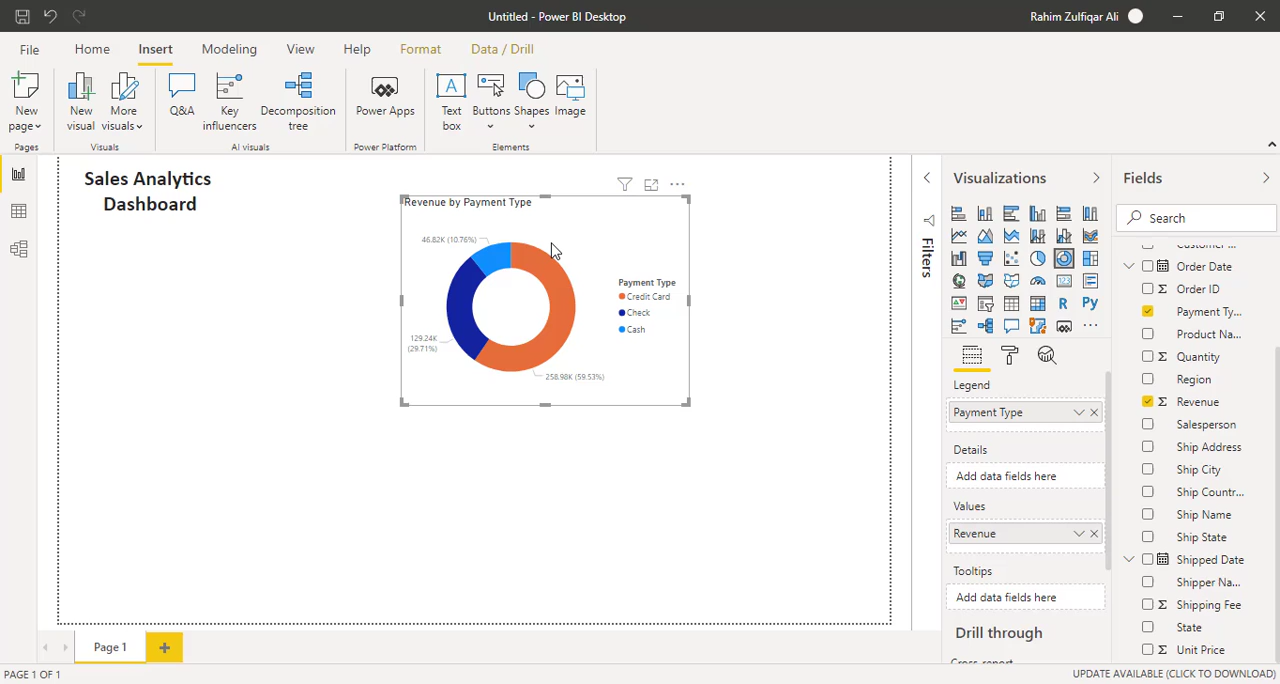 Untitled - Power BI Desktop
Rahim Zulfiqar Ali
File Home Insert Modeling View Help Format Data / Drill
New page
New visual
More visuals
Q&A
Key influencers
Decomposition tree
Power Apps
Text box
Buttons
Shapes
Image
Pages
Visuals
AI visuals
Power Platform
Elements
Sales Analytics
Dashboard
Revenue by Payment Type
46.82K (10.76%)
129.24K
(29.71%)
258.98K (59.53%)
Payment Type
Credit Card
Check
Cash
Filters
Visualizations
R Py
Legend
Payment Type
Details
Add data fields here
Values
Revenue
Tooltips
Add data fields here
Drill through
Fields
Search
Order Date
Order ID
Payment Ty...
Product Na...
Quantity
Region
Revenue
Salesperson
Ship Address
Ship City
Ship Countr...
Ship Name
Ship State
Shipped Date
Shipper Na...
Shipping Fee
State
Unit Price
Page 1
PAGE 1 OF 1
UPDATE AVAILABLE (CLICK TO DOWNLOAD)